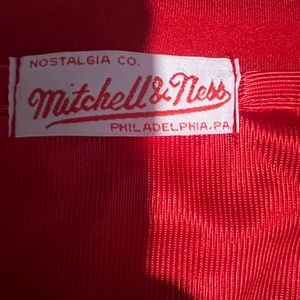 NOSTALGIA CO.
Mitchell & Ness
PHILADELPHIA, PA